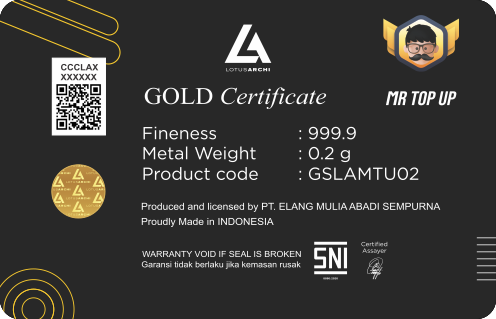 LOTUSARCHI
CCCLAX
XXXXXX
GOLD Certificate
MR TOP UP
Fineness : 999.9
Metal Weight : 0.2 g
Product code : GSLAMTU02
Produced and licensed by PT. ELANG MULIA ABADI SEMPURNA
Proudly Made in INDONESIA
WARRANTY VOID IF SEAL IS BROKEN
Garansi tidak berlaku jika kemasan rusak
SNI
Certified
Assayer